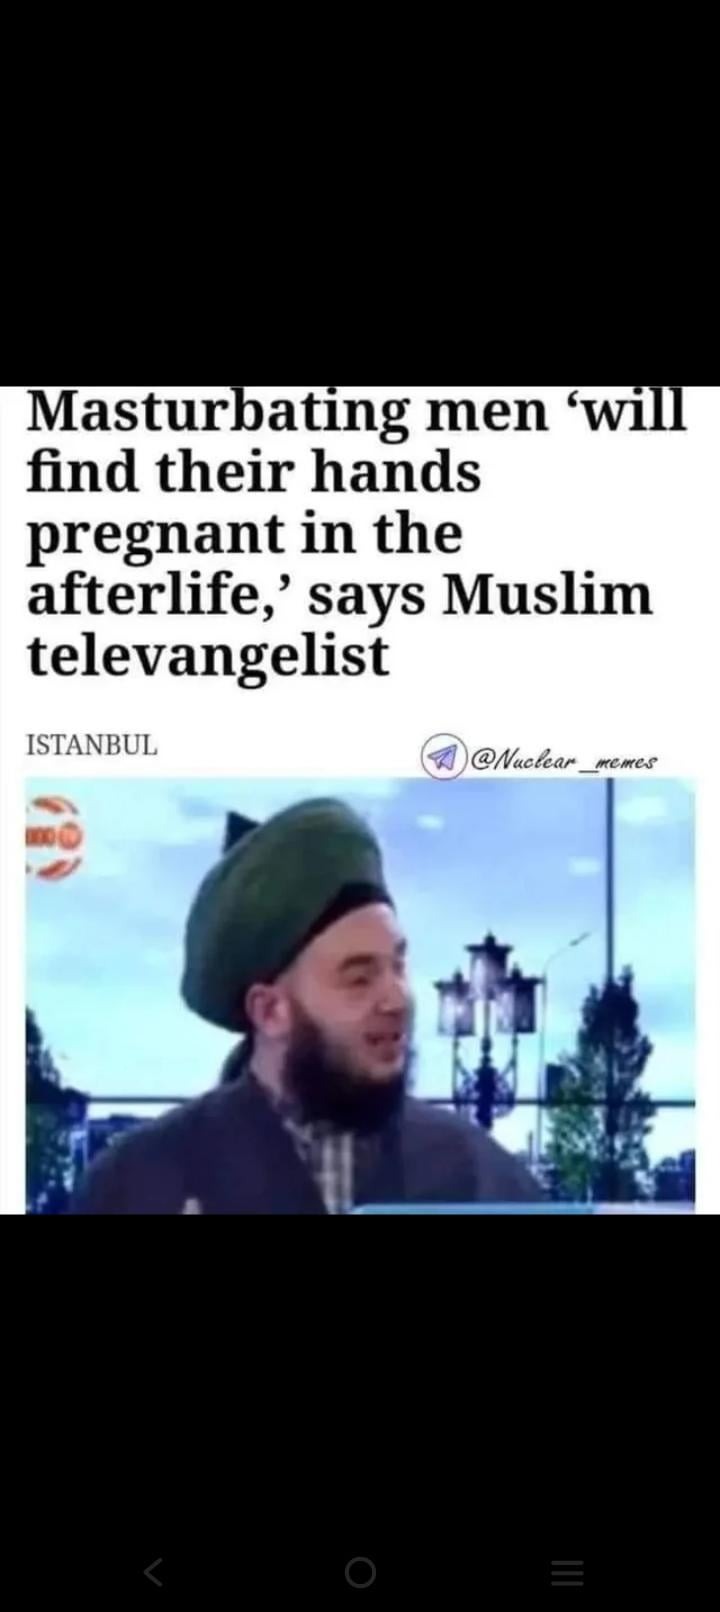 Masturbating men ‘will
find their hands
pregnant in the
afterlife,’ says Muslim
televangelist
ISTANBUL
@Nuclear_memes